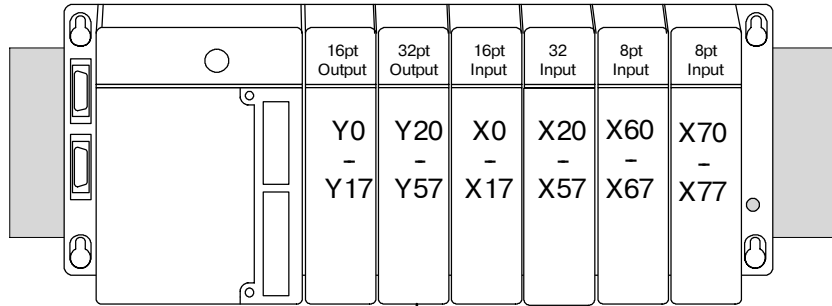 16pt
Output
32pt
Output
16pt
Input
32
Input
8pt
Input
8pt
Input
Y0
-
Y17
Y20
-
Y57
X0
-
X17
X20
-
X57
X60
-
X67
X70
-
X77